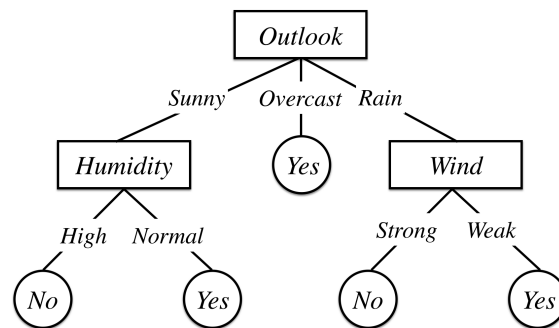 Outlook
Sunny Overcast Rain
Humidity Yes Wind
High Normal Strong Weak
No Yes No Yes